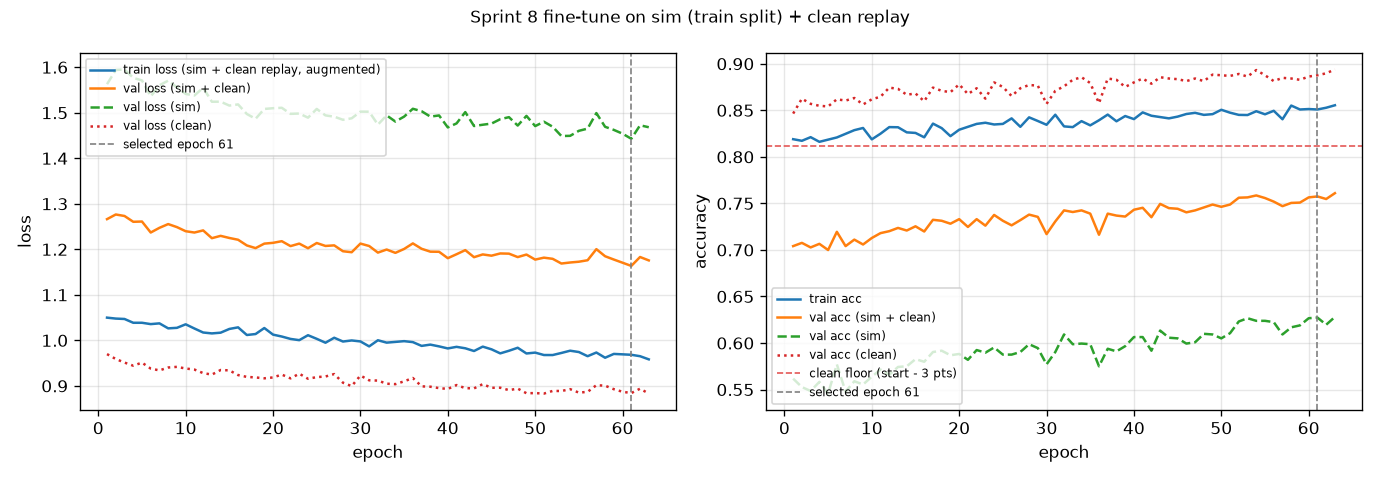 Sprint 8 fine-tune on sim (train split) + clean replay
1.6
1.5
1.4
1.3
1.2
1.1
1.0
0.9
loss
train loss (sim + clean replay, augmented)
val loss (sim + clean)
val loss (sim)
val loss (clean)
selected epoch 61
0 10 20 30 40 50 60
epoch
0.90
0.85
0.80
0.75
0.70
0.65
0.60
0.55
accuracy
train acc
val acc (sim + clean)
val acc (sim)
val acc (clean)
clean floor (start - 3 pts)
selected epoch 61
0 10 20 30 40 50 60
epoch